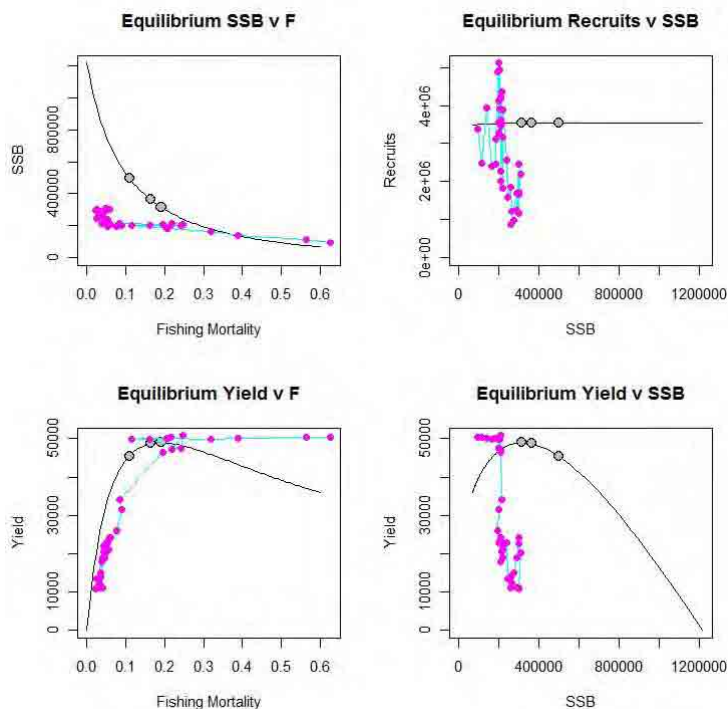 Equilibrium SSB v F
SSB
0 400000 800000
0.0 0.1 0.2 0.3 0.4 0.5 0.6
Fishing Mortality
Equilibrium Recruits v SSB
Recruits
0e+00 2e+06 4e+06
0 400000 800000 1200000
SSB
Equilibrium Yield v F
Yield
0 10000 30000 50000
0.0 0.1 0.2 0.3 0.4 0.5 0.6
Fishing Mortality
Equilibrium Yield v SSB
Yield
0 10000 30000 50000
0 400000 800000 1200000
SSB